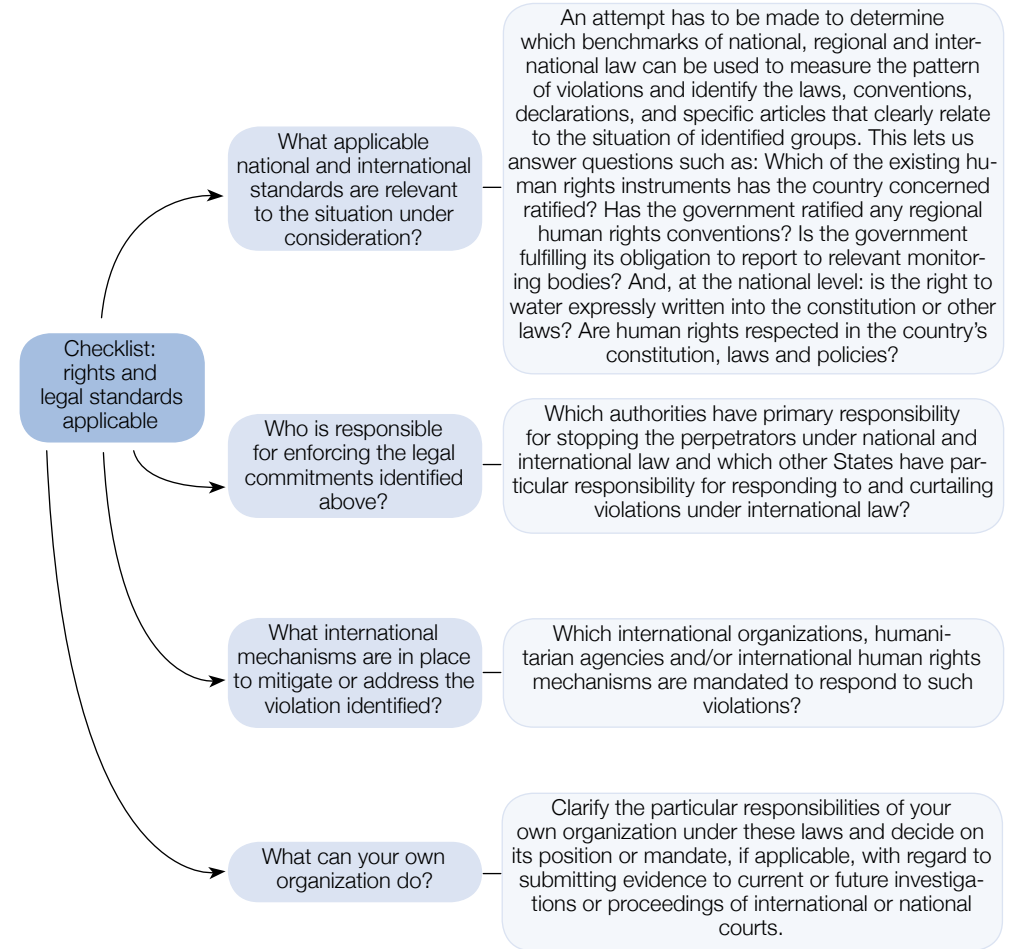 Checklist:
rights and
legal standards
applicable
What applicable
national and international
standards are relevant
to the situation under
consideration?
An attempt has to be made to determine
which benchmarks of national, regional and inter-
national law can be used to measure the pattern
of violations and identify the laws, conventions,
declarations, and specific articles that clearly relate
to the situation of identified groups. This lets us
answer questions such as: Which of the existing hu-
man rights instruments has the country concerned
ratified? Has the government ratified any regional
human rights conventions? Is the government
fulfilling its obligation to report to relevant monitor-
ing bodies? And, at the national level: is the right to
water expressly written into the constitution or other
laws? Are human rights respected in the country's
constitution, laws and policies?
Who is responsible
for enforcing the legal
commitments identified
above?
Which authorities have primary responsibility
for stopping the perpetrators under national and
international law and which other States have par-
ticular responsibility for responding to and curtailing
violations under international law?
What international
mechanisms are in place
to mitigate or address the
violation identified?
Which international organizations, humani-
tarian agencies and/or international human rights
mechanisms are mandated to respond to such
violations?
What can your own
organization do?
Clarify the particular responsibilities of your
own organization under these laws and decide on
its position or mandate, if applicable, with regard to
submitting evidence to current or future investiga-
tions or proceedings of international or national
courts.